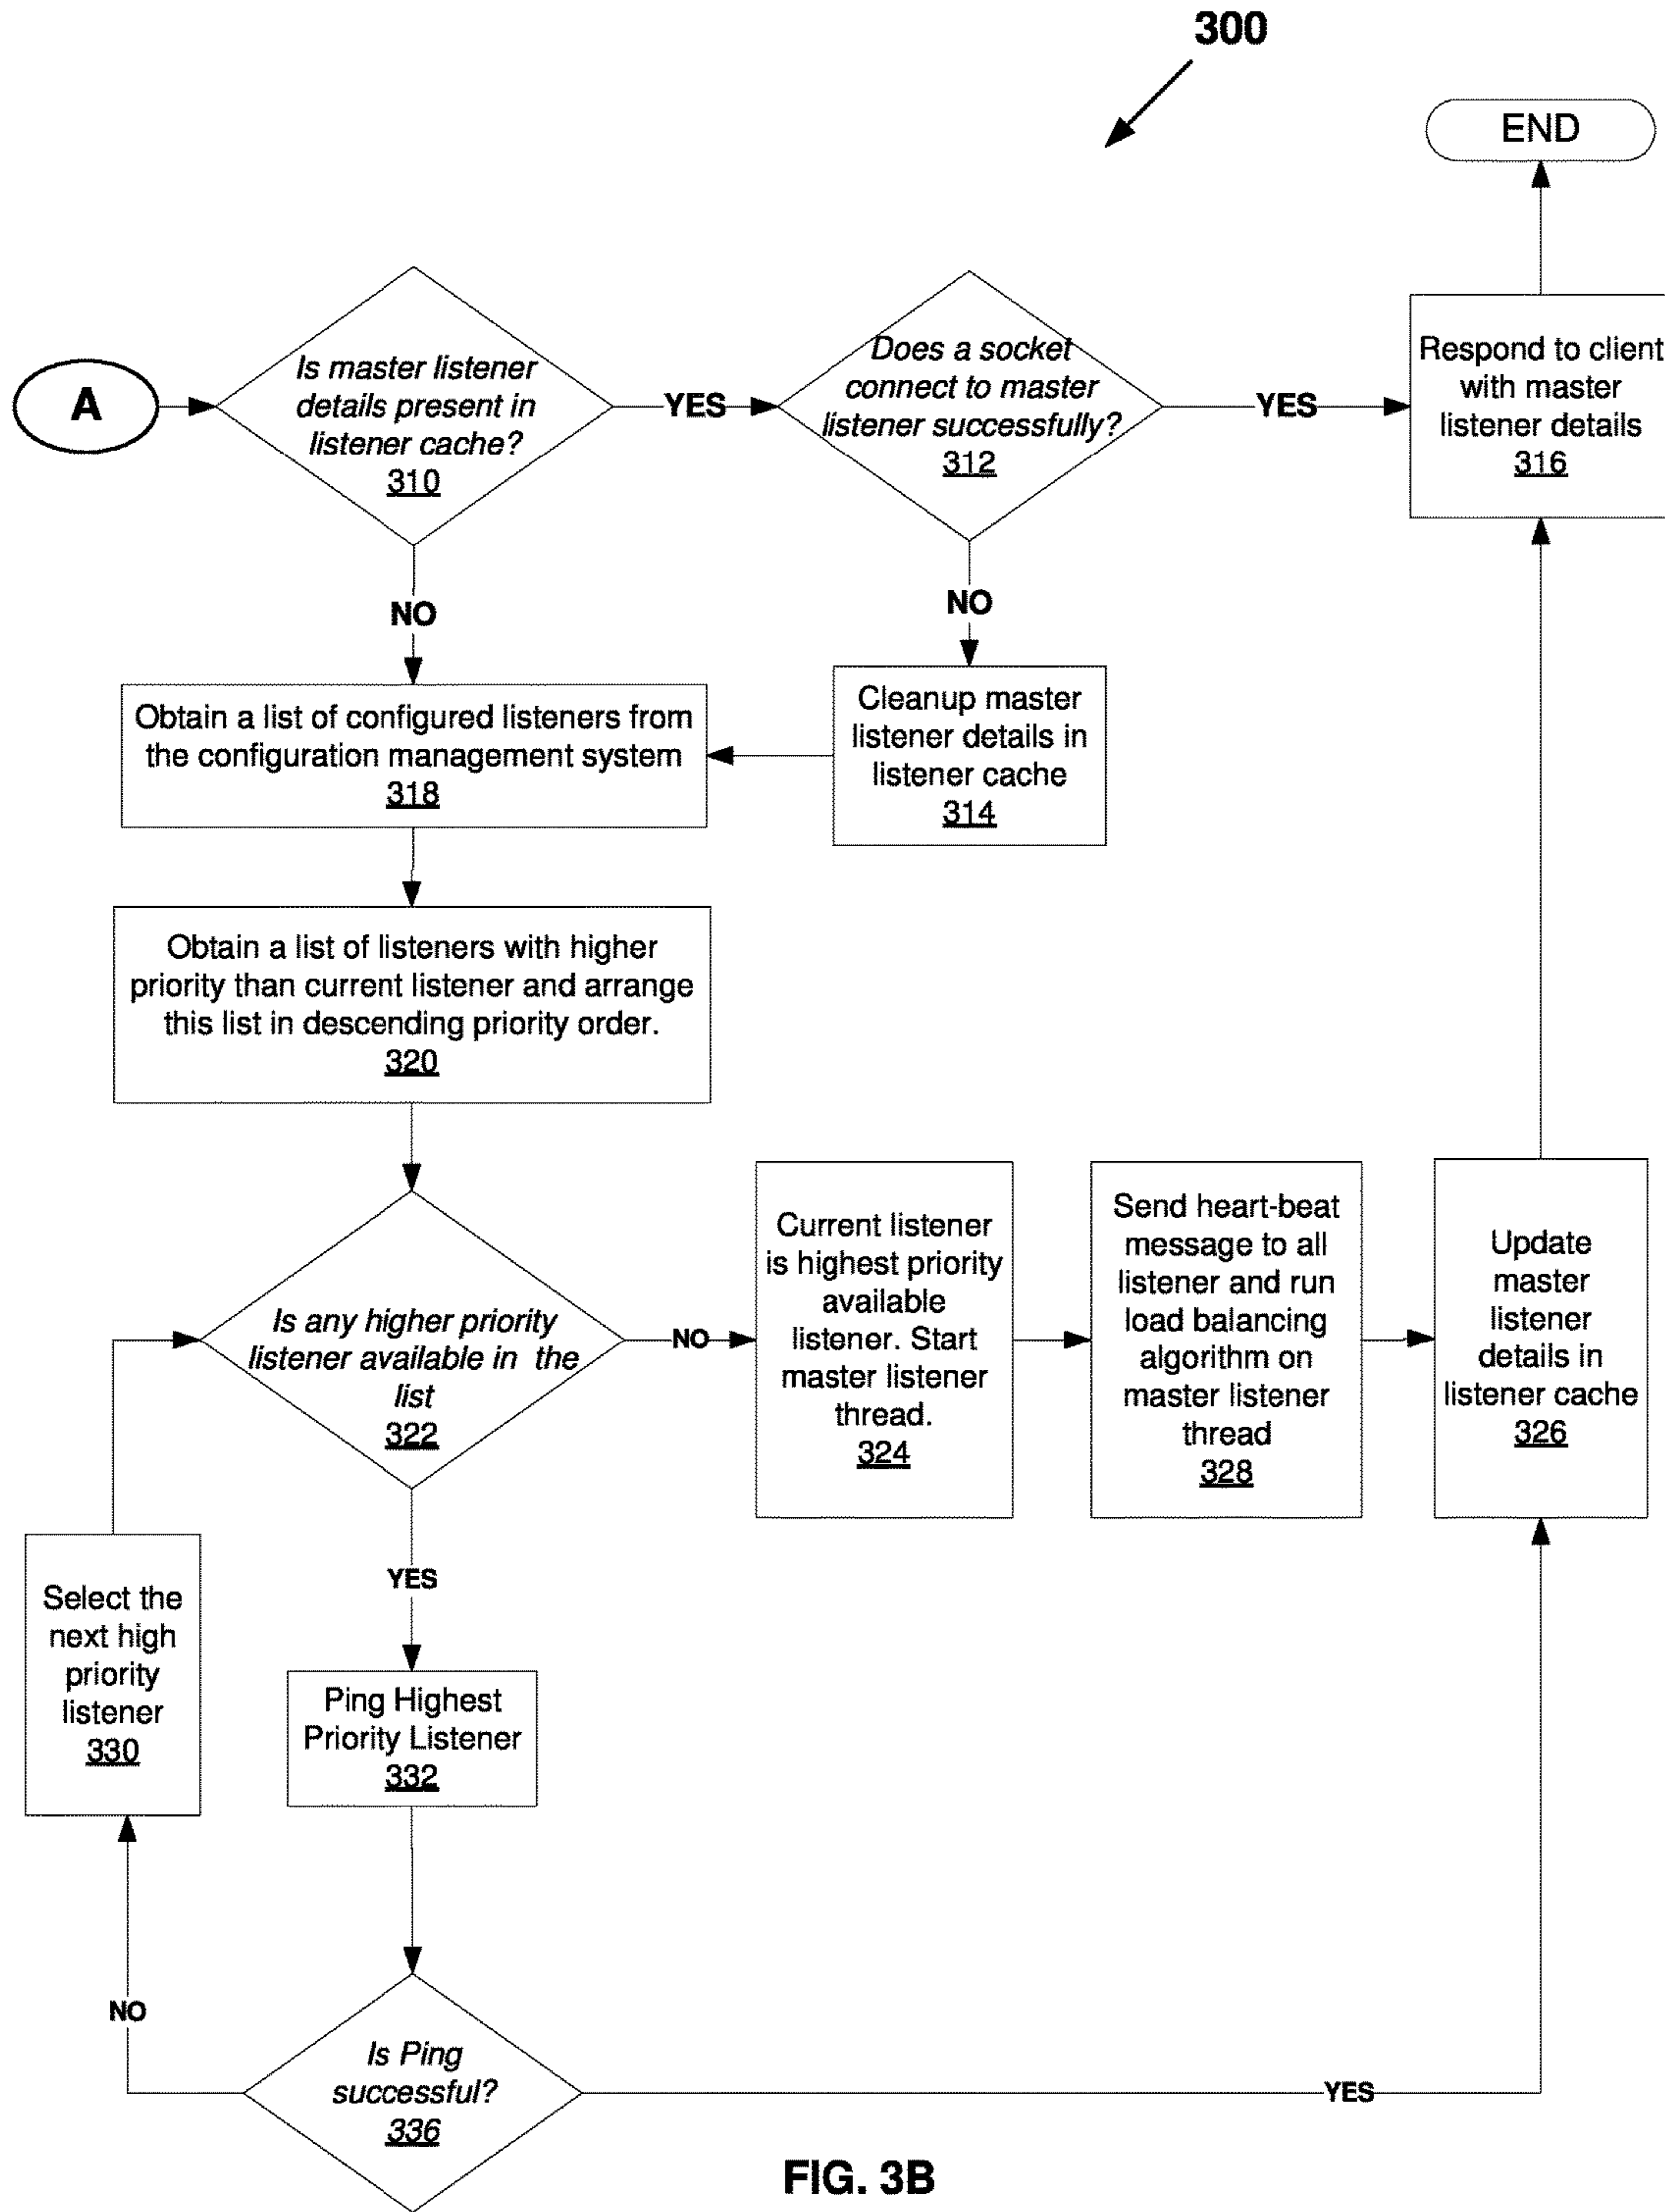 300
END
A
Is master listener
details present in
listener cache?
310
YES
Does a socket
connect to master
listener successfully?
312
YES
Respond to client
with master
listener details
316
NO
NO
Obtain a list of configured listeners from
the configuration management system
318
Cleanup master
listener details in
listener cache
314
Obtain a list of listeners with higher
priority than current listener and arrange
this list in descending priority order.
320
Is any higher priority
listener available in the
list
322
NO
Current listener
is highest priority
available
listener. Start
master listener
thread.
324
Send heart-beat
message to all
listener and run
load balancing
algorithm on
master listener
thread
328
Update
master
listener
details in
listener cache
326
YES
Select the
next high
priority
listener
330
Ping Highest
Priority Listener
332
NO
Is Ping
successful?
336
YES
FIG. 3B